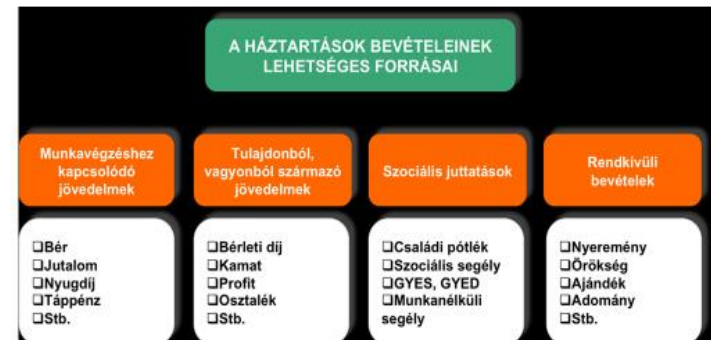 A HÁZTARTÁSOK BEVÉTELEINEK
LEHETSÉGES FORRÁSAI
Munkavégzéshez
kapcsolódó
jövedelmek
❑Bér
❑Jutalom
❑Nyugdíj
❑Táppénz
❑Stb.
Tulajdonból,
vagyonból származó
jövedelmek
❑Bérleti díj
❑Kamat
❑Profit
❑Osztalék
❑Stb.
Szociális juttatások
❑Családi pótlék
❑Szociális segély
❑GYES, GYED
❑Munkanélküli
segély
Rendkívüli
bevételek
❑Nyeremény
❑Örökség
❑Ajándék
❑Adomány
❑Stb.